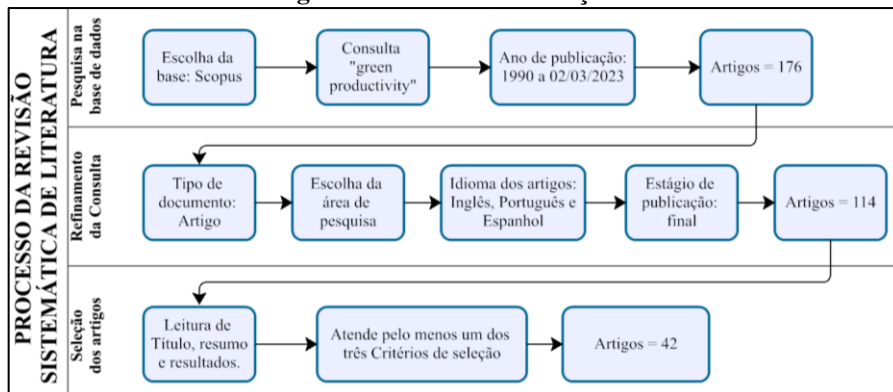 PROCESSO DA REVISÃO
SISTEMÁTICA DE LITERATURA
Pesquisa na
base de dados
Escolha da
base: Scopus
Consulta
"green
productivity"
Ano de publicação:
1990 a 02/03/2023
Artigos = 176
Refinamento
da Consulta
Tipo de
documento:
Artigo
Escolha da
área de
pesquisa
Idioma dos artigos:
Inglês, Português e
Espanhol
Estágio de
publicação:
final
Artigos = 114
Seleção
dos artigos
Leitura de
Título, resumo
e resultados.
Atende pelo menos um dos
três Critérios de seleção
Artigos = 42